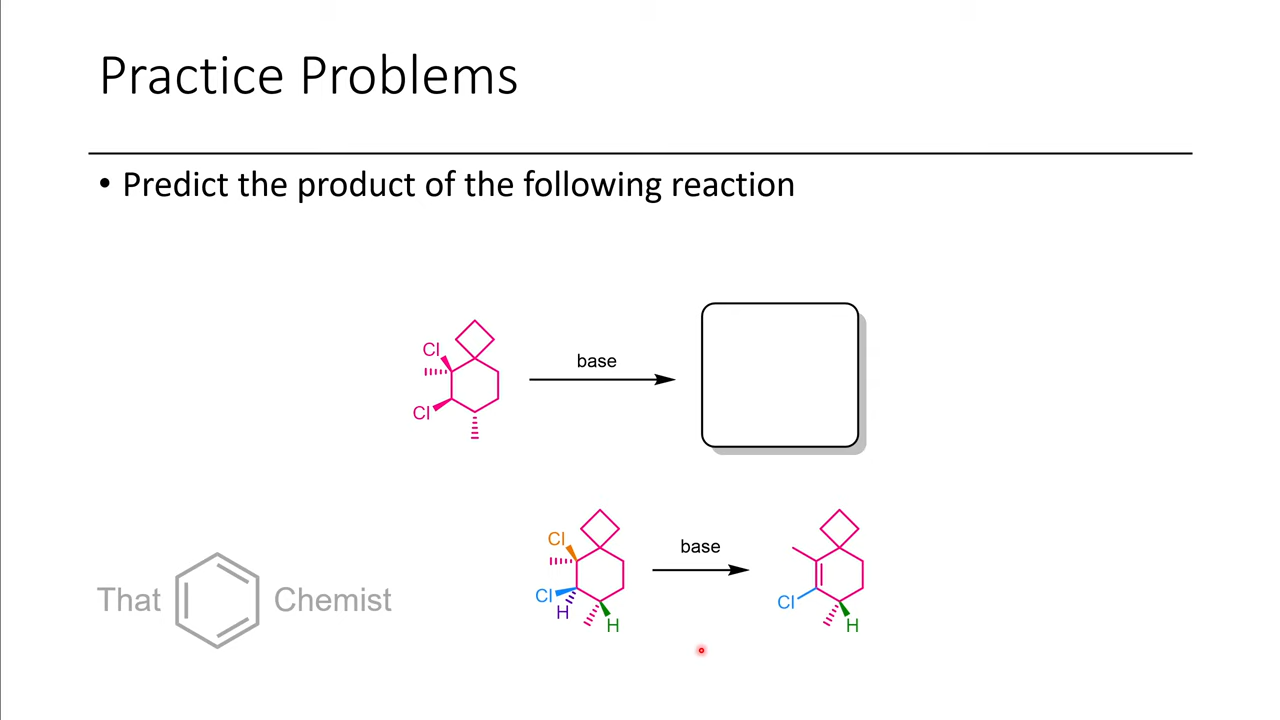 Practice Problems
• Predict the product of the following reaction
Cl
Cl
base
Cl
Cl
H
H
base
Cl
H
That Chemist